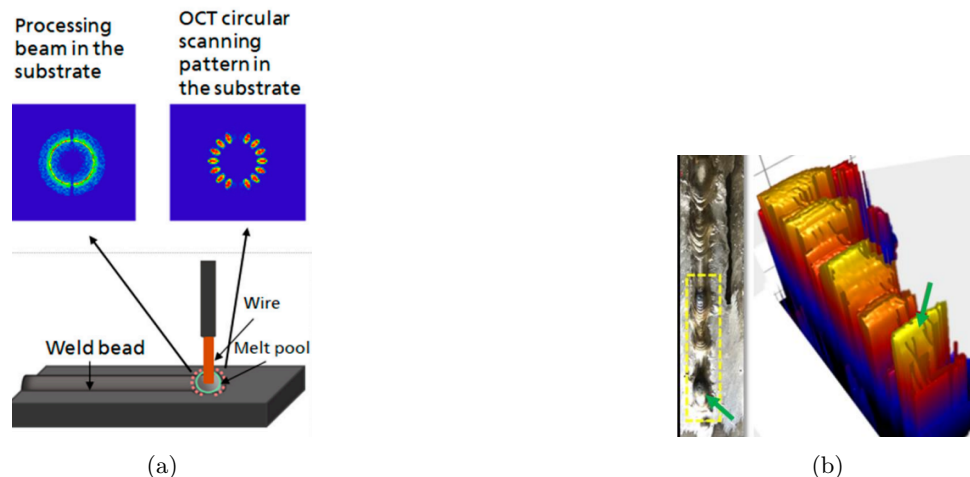 Processing
beam in the
substrate
OCT circular
scanning
pattern in
the substrate
Wire
Melt pool
Weld bead
(a)
(b)